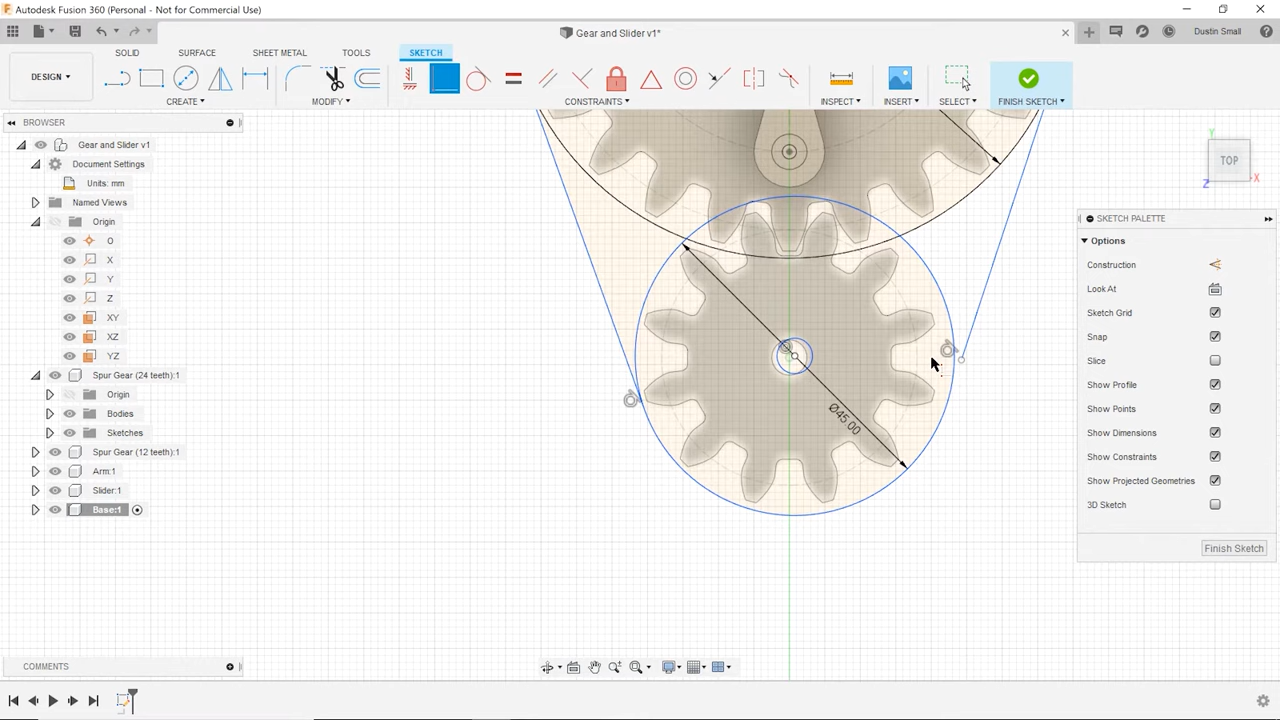 Autodesk Fusion 360 (Personal - Not for Commercial Use)
Gear and Slider v1*
Dustin Small
SOLID SURFACE SHEET METAL TOOLS SKETCH
DESIGN
CREATE MODIFY CONSTRAINTS INSPECT INSERT SELECT FINISH SKETCH
BROWSER
Gear and Slider v1
Document Settings
Units: mm
Named Views
Origin
O
X
Y
Z
XY
XZ
YZ
Spur Gear (24 teeth):1
Origin
Bodies
Sketches
Spur Gear (12 teeth):1
Arm:1
Slider:1
Base:1
Ø45.00
Y
TOP
X
Z
SKETCH PALETTE
Options
Construction
Look At
Sketch Grid
Snap
Slice
Show Profile
Show Points
Show Dimensions
Show Constraints
Show Projected Geometries
3D Sketch
Finish Sketch
COMMENTS